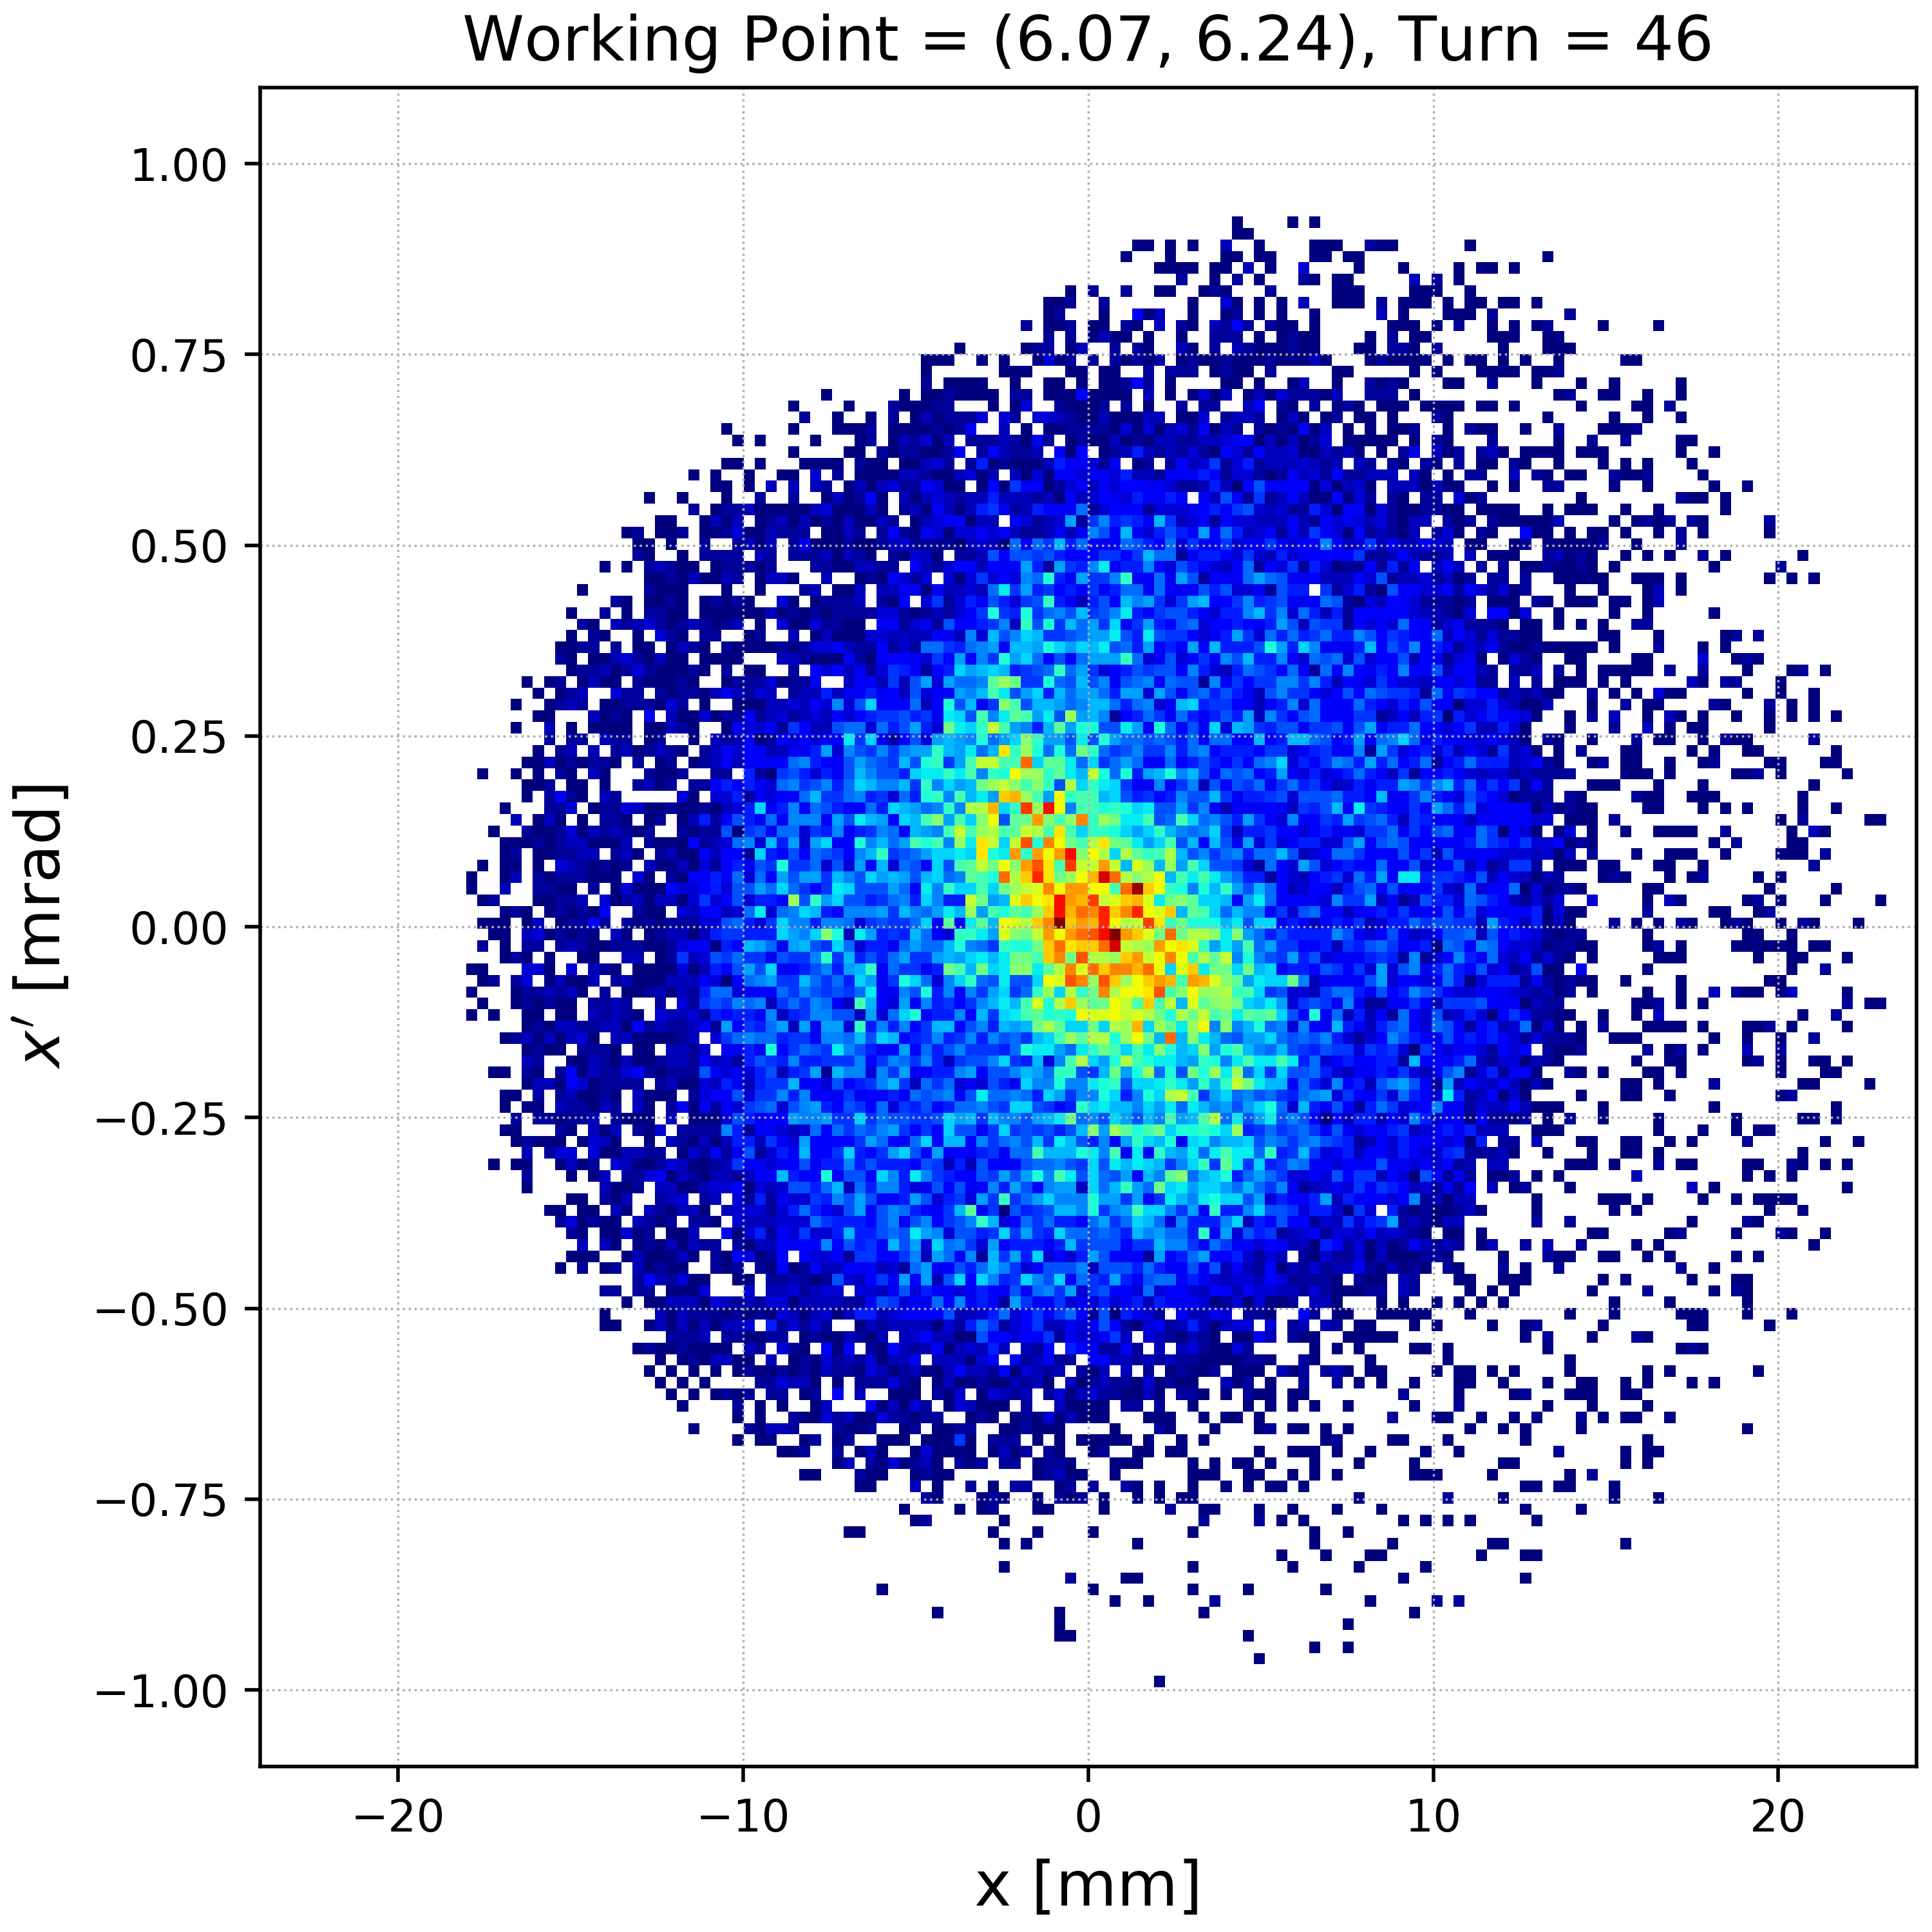 Working Point = (6.07, 6.24), Turn = 46
1.00
0.75
0.50
0.25
0.00
−0.25
−0.50
−0.75
−1.00
x′ [mrad]
−20 −10 0 10 20
x [mm]